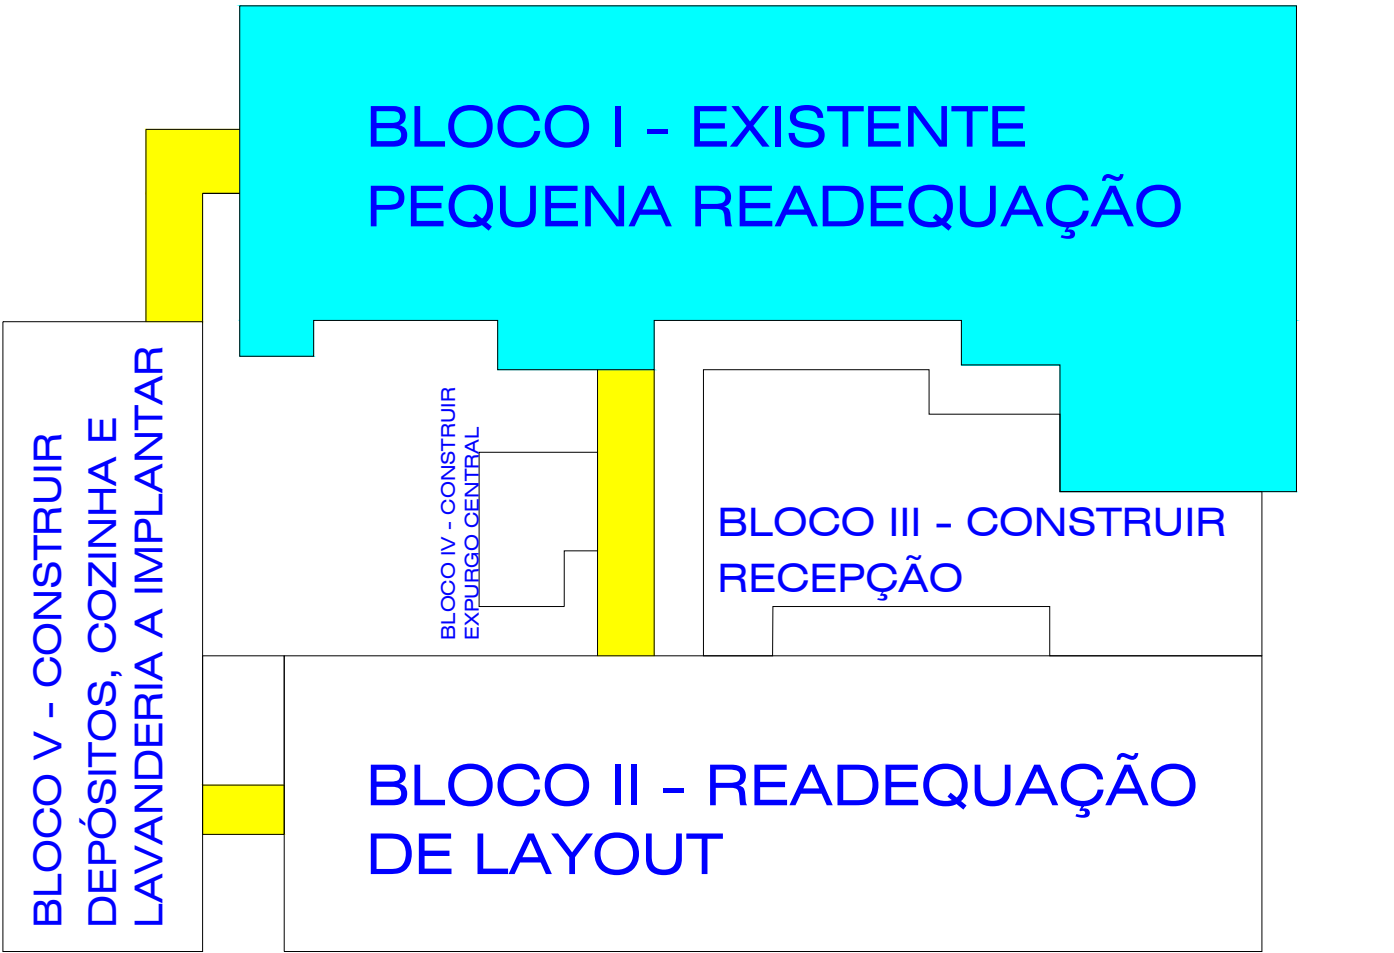 BLOCO I - EXISTENTE
PEQUENA READEQUAÇÃO
BLOCO V - CONSTRUIR
DEPÓSITOS, COZINHA E
LAVANDERIA A IMPLANTAR
BLOCO IV - CONSTRUIR
EXPURGO CENTRAL
BLOCO III - CONSTRUIR
RECEPÇÃO
BLOCO II - READEQUAÇÃO
DE LAYOUT